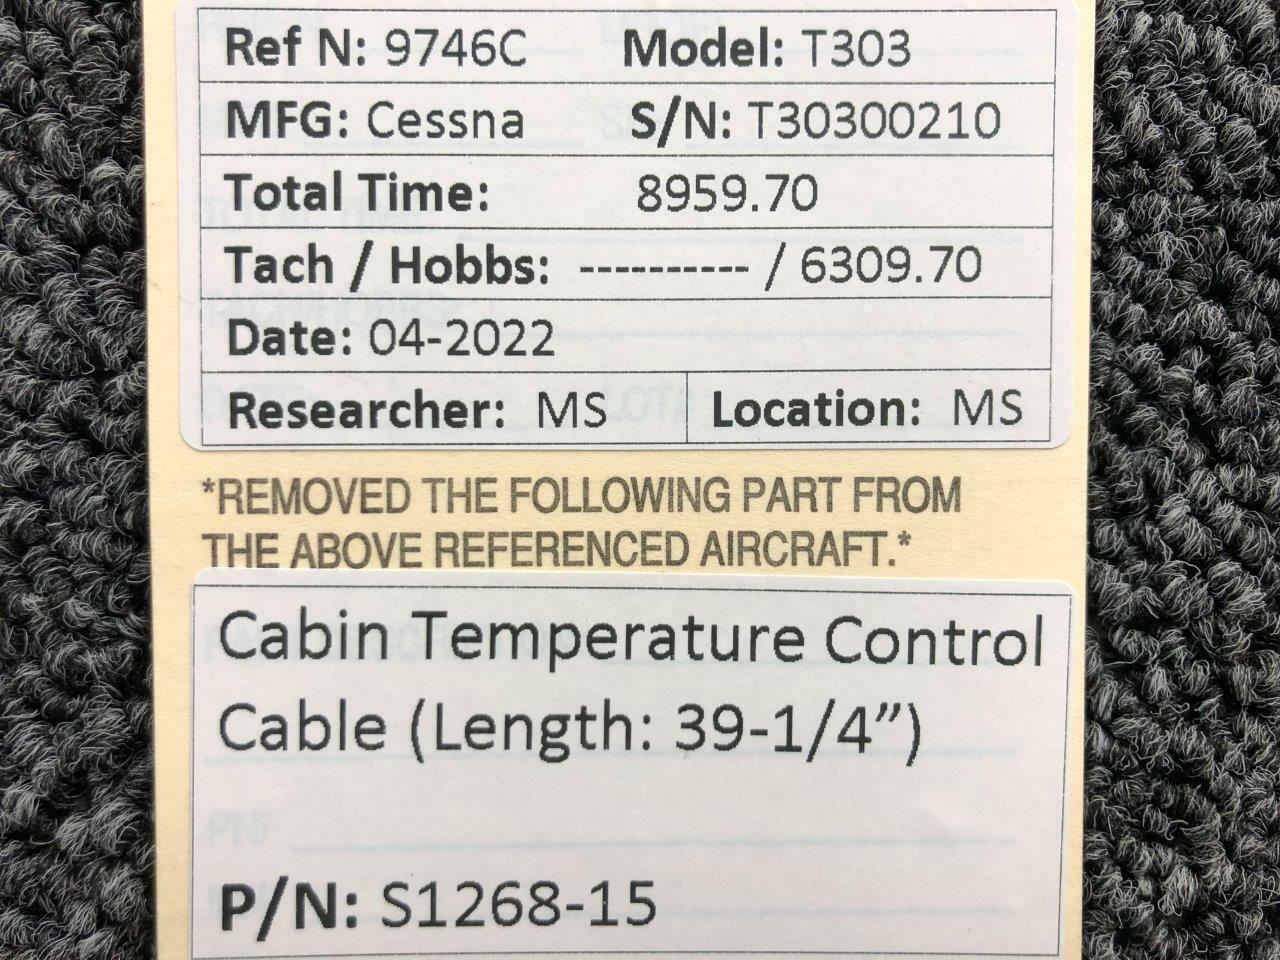 Ref N: 9746C Model: T303
MFG: Cessna S/N: T30300210
Total Time: 8959.70
Tach / Hobbs: ---------- / 6309.70
Date: 04-2022
Researcher: MS Location: MS
*REMOVED THE FOLLOWING PART FROM
THE ABOVE REFERENCED AIRCRAFT.*
Cabin Temperature Control
Cable (Length: 39-1/4”)
P/N: S1268-15